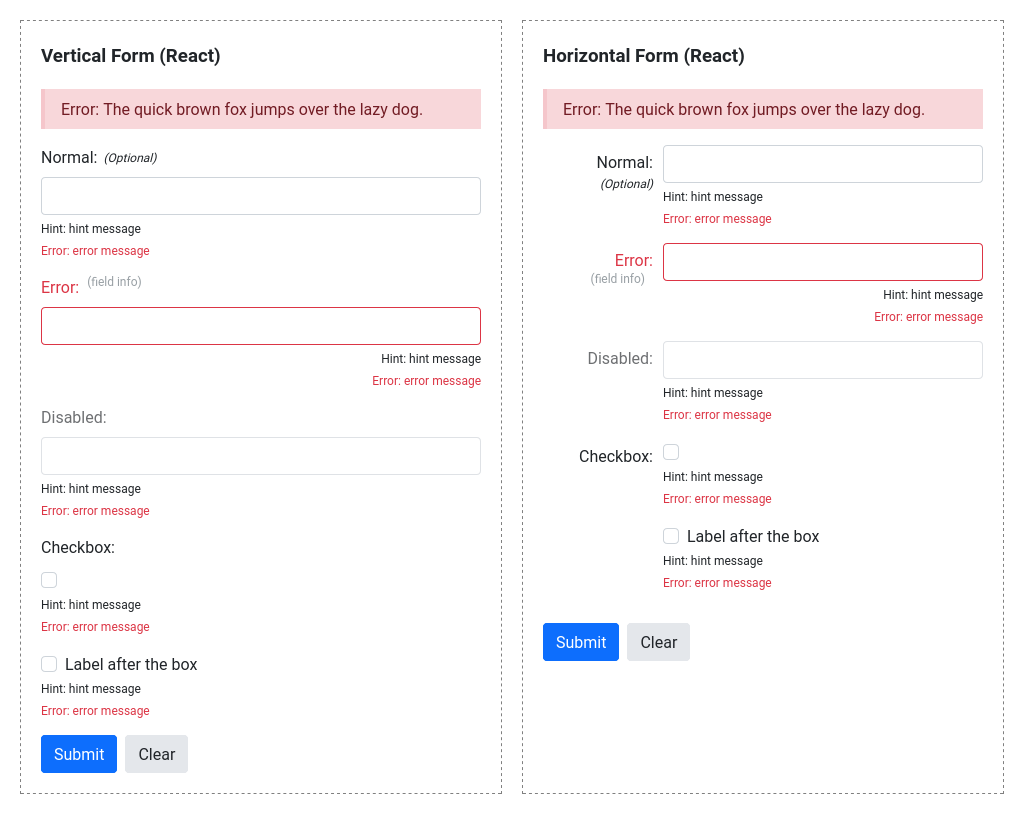 Vertical Form (React)
Error: The quick brown fox jumps over the lazy dog.
Normal: (Optional)
Hint: hint message
Error: error message
Error: (field info)
Hint: hint message
Error: error message
Disabled:
Hint: hint message
Error: error message
Checkbox:
Hint: hint message
Error: error message
Label after the box
Hint: hint message
Error: error message
Submit Clear
Horizontal Form (React)
Error: The quick brown fox jumps over the lazy dog.
Normal:
(Optional)
Hint: hint message
Error: error message
Error:
(field info)
Hint: hint message
Error: error message
Disabled:
Hint: hint message
Error: error message
Checkbox:
Hint: hint message
Error: error message
Label after the box
Hint: hint message
Error: error message
Submit Clear